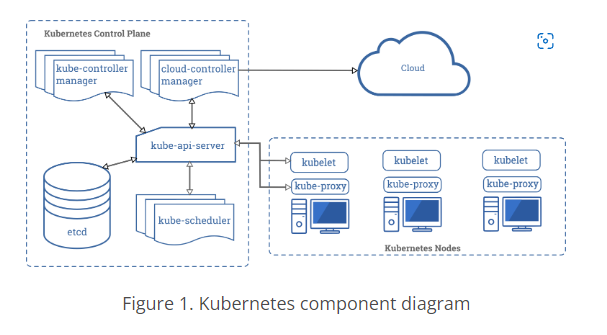 Kubernetes Control Plane
kube-controller
manager
cloud-controller
manager
Cloud
kube-api-server
kubelet
kubelet
kubelet
kube-proxy
kube-proxy
kube-proxy
etcd
kube-scheduler
Kubernetes Nodes
Figure 1. Kubernetes component diagram